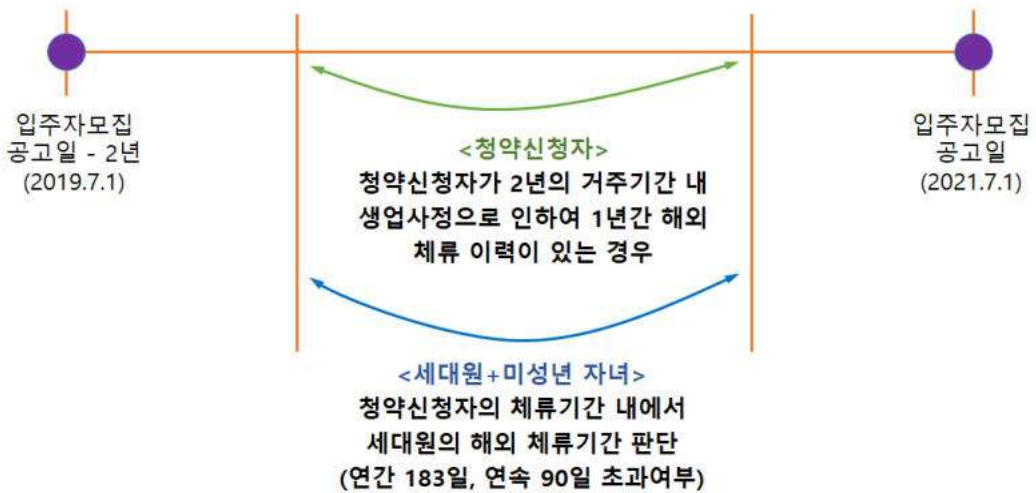 입주자모집
공고일 - 2년
(2019.7.1)
입주자모집
공고일
(2021.7.1)
<청약신청자>
청약신청자가 2년의 거주기간 내
생업사정으로 인하여 1년간 해외
체류 이력이 있는 경우
<세대원+미성년 자녀>
청약신청자의 체류기간 내에서
세대원의 해외 체류기간 판단
(연간 183일, 연속 90일 초과여부)